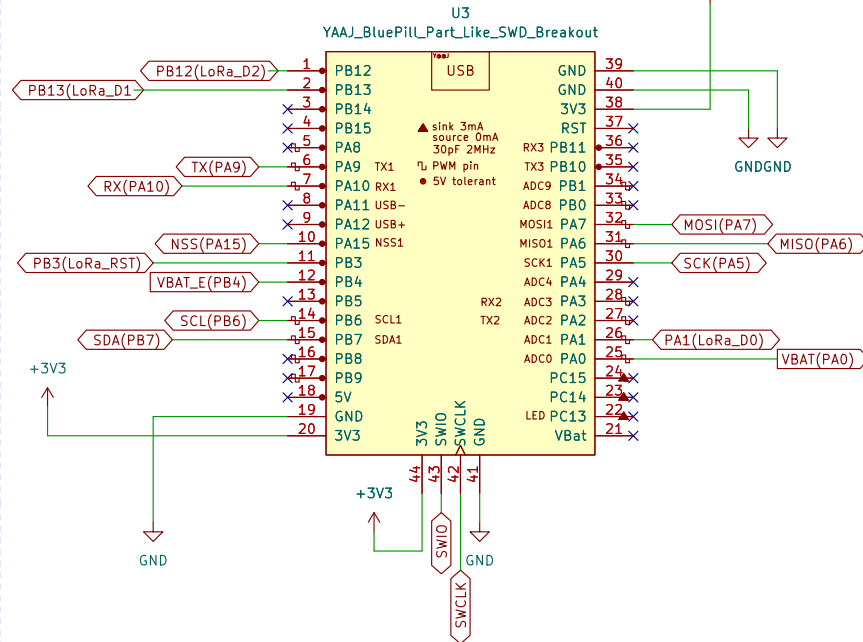 U3
YAAJ_BluePill_Part_Like_SWD_Breakout
Yaaj
USB
PB12(LoRa_D2) 1 PB12
PB13(LoRa_D1 2 PB13
3 PB14
4 PB15
5 PA8
TX(PA9) 6 PA9 TX1
RX(PA10) 7 PA10 RX1
8 PA11 USB-
9 PA12 USB+
NSS(PA15) 10 PA15 NSS1
PB3(LoRa_RST) 11 PB3
VBAT_E(PB4) 12 PB4
13 PB5
SCL(PB6) 14 PB6 SCL1
SDA(PB7) 15 PB7 SDA1
16 PB8
17 PB9
18 5V
19 GND
20 3V3
+3V3
GND
sink 3mA
source 0mA
30pF 2MHz
PWM pin
5V tolerant
GND 39
GND 40
3V3 38
RST 37
RX3 PB11 36
TX3 PB10 35
ADC9 PB1 34
ADC8 PB0 33
MOSI1 PA7 32 MOSI(PA7)
MISO1 PA6 31 MISO(PA6)
SCK1 PA5 30 SCK(PA5)
ADC4 PA4 29
RX2 ADC3 PA3 28
TX2 ADC2 PA2 27
ADC1 PA1 26 PA1(LoRa_D0)
ADC0 PA0 25 VBAT(PA0)
PC15 24
PC14 23
LED PC13 22
VBat 21
GND
GND
3V3 SWIO SWCLK GND
44 43 42 41
+3V3
SWIO
GND
SWCLK